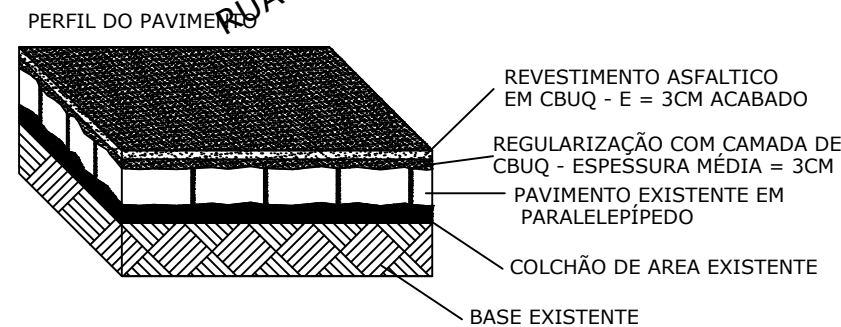 PERFIL DO PAVIMENTO
RUA
REVESTIMENTO ASFALTICO
EM CBUQ - E = 3CM ACABADO
REGULARIZAÇÃO COM CAMADA DE
CBUQ - ESPESSURA MÉDIA = 3CM
PAVIMENTO EXISTENTE EM
PARALELEPÍPEDO
COLCHÃO DE AREA EXISTENTE
BASE EXISTENTE